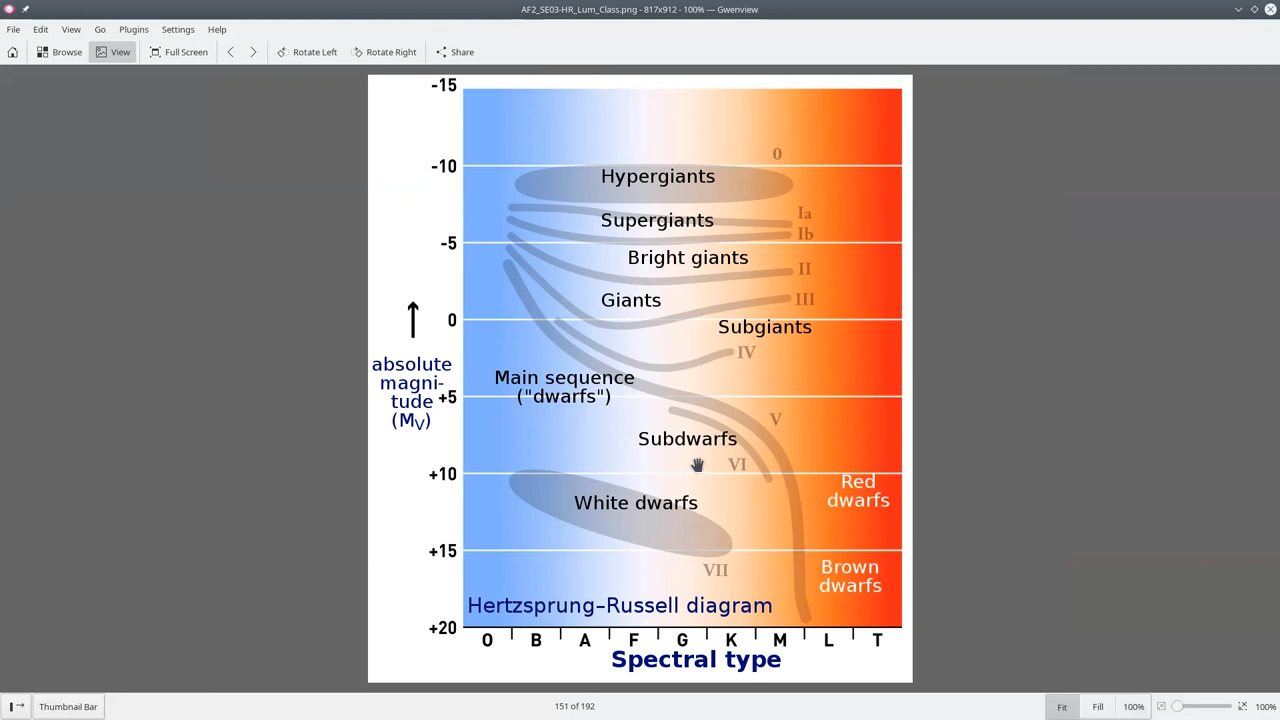 AF2_SE03-HR_Lum_Class.png - 817x912 - 100% — Gwenview
File Edit View Go Plugins Settings Help
Browse View Full Screen Rotate Left Rotate Right Share
-15
0
-10
Hypergiants
Ia
Supergiants
Ib
-5
Bright giants
II
Giants
III
0
Subgiants
IV
absolute
magni-
tude
(MV)
Main sequence
("dwarfs")
+5
V
Subdwarfs
VI
+10
Red
dwarfs
White dwarfs
+15
VII
Brown
dwarfs
Hertzsprung–Russell diagram
+20
O B A F G K M L T
Spectral type
Thumbnail Bar 151 of 192 Fit Fill 100% 100%